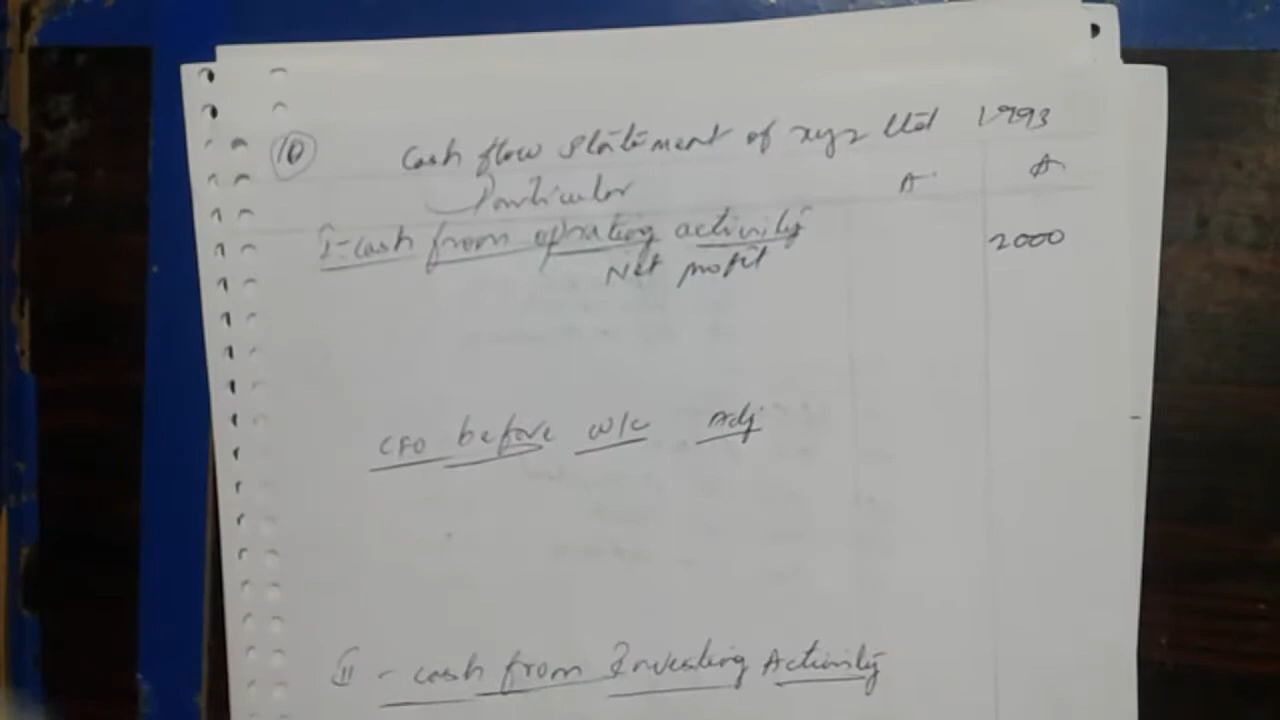 10
Cash flow statement of xyz ltd 1993
Particular A A
I-cash from oprating activity
Net profit 2000
CFO before w/c Adj
II - cash from Investing Activity